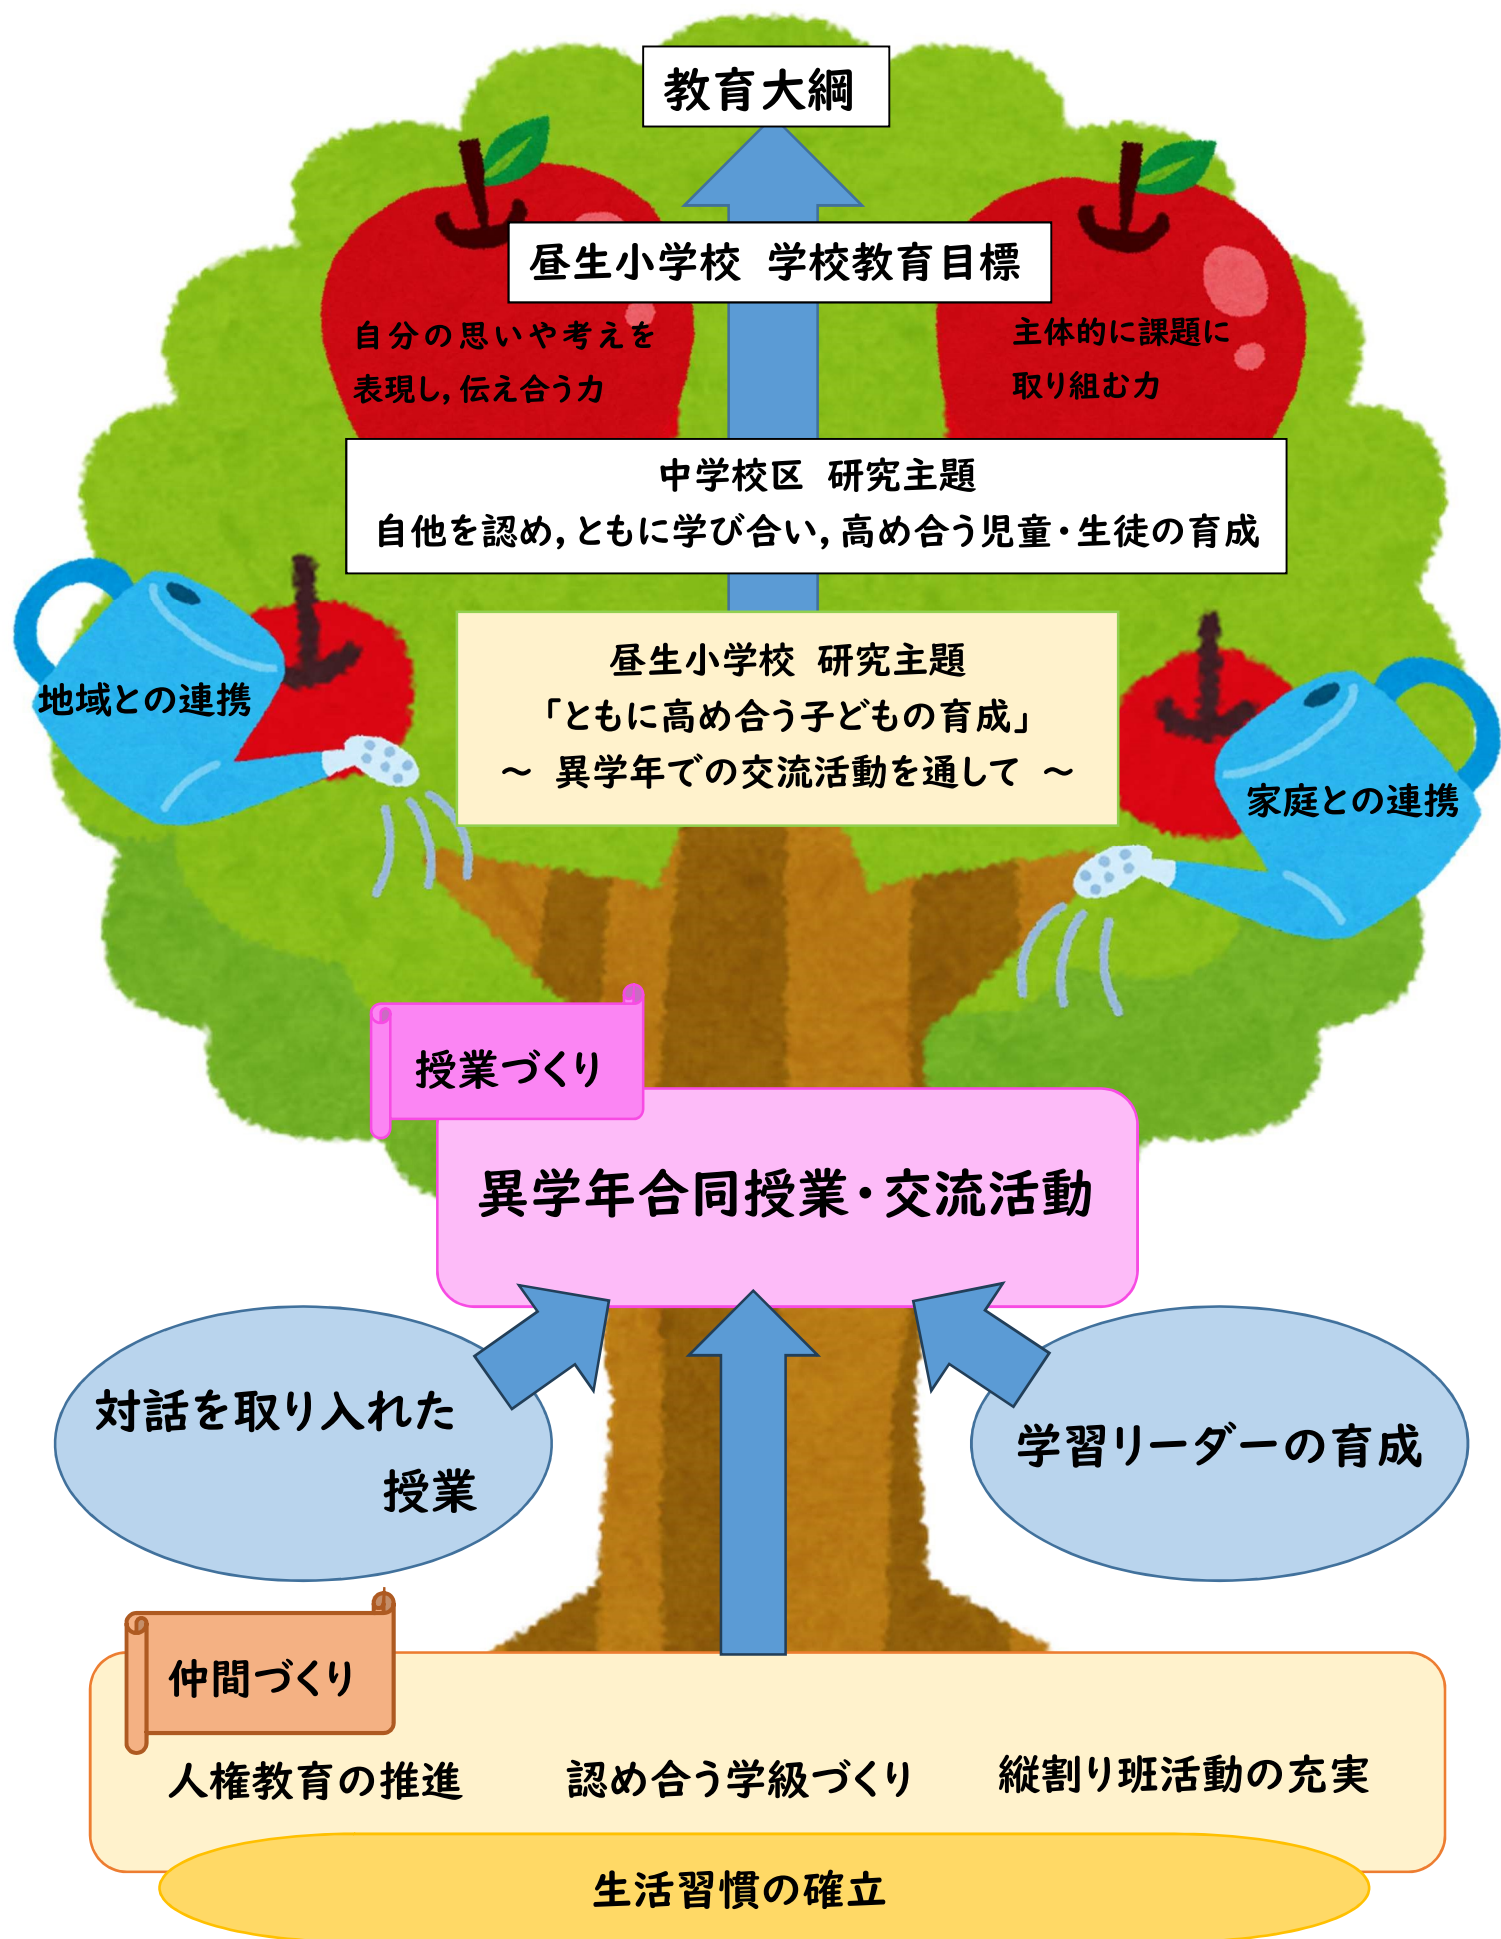 教育大綱
昼生小学校 学校教育目標
自分の思いや考えを
表現し,伝え合う力
主体的に課題に
取り組む力
中学校区 研究主題
自他を認め,ともに学び合い,高め合う児童・生徒の育成
昼生小学校 研究主題
「ともに高め合う子どもの育成」
～ 異学年での交流活動を通して ～
地域との連携
家庭との連携
授業づくり
異学年合同授業・交流活動
対話を取り入れた
授業
学習リーダーの育成
仲間づくり
人権教育の推進
認め合う学級づくり
縦割り班活動の充実
生活習慣の確立